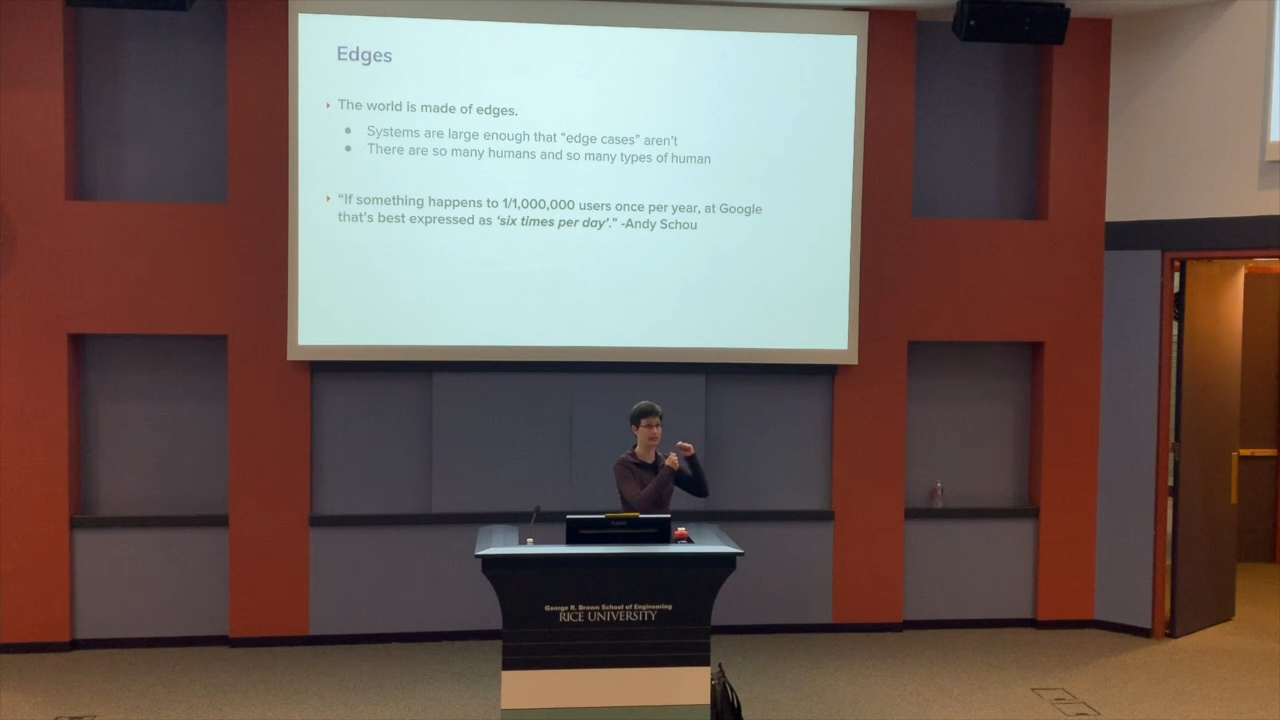 Edges
The world is made of edges.
Systems are large enough that "edge cases" aren't
There are so many humans and so many types of human
"If something happens to 1/1,000,000 users once per year, at Google
that's best expressed as 'six times per day'." -Andy Schou
George R. Brown School of Engineering
RICE UNIVERSITY